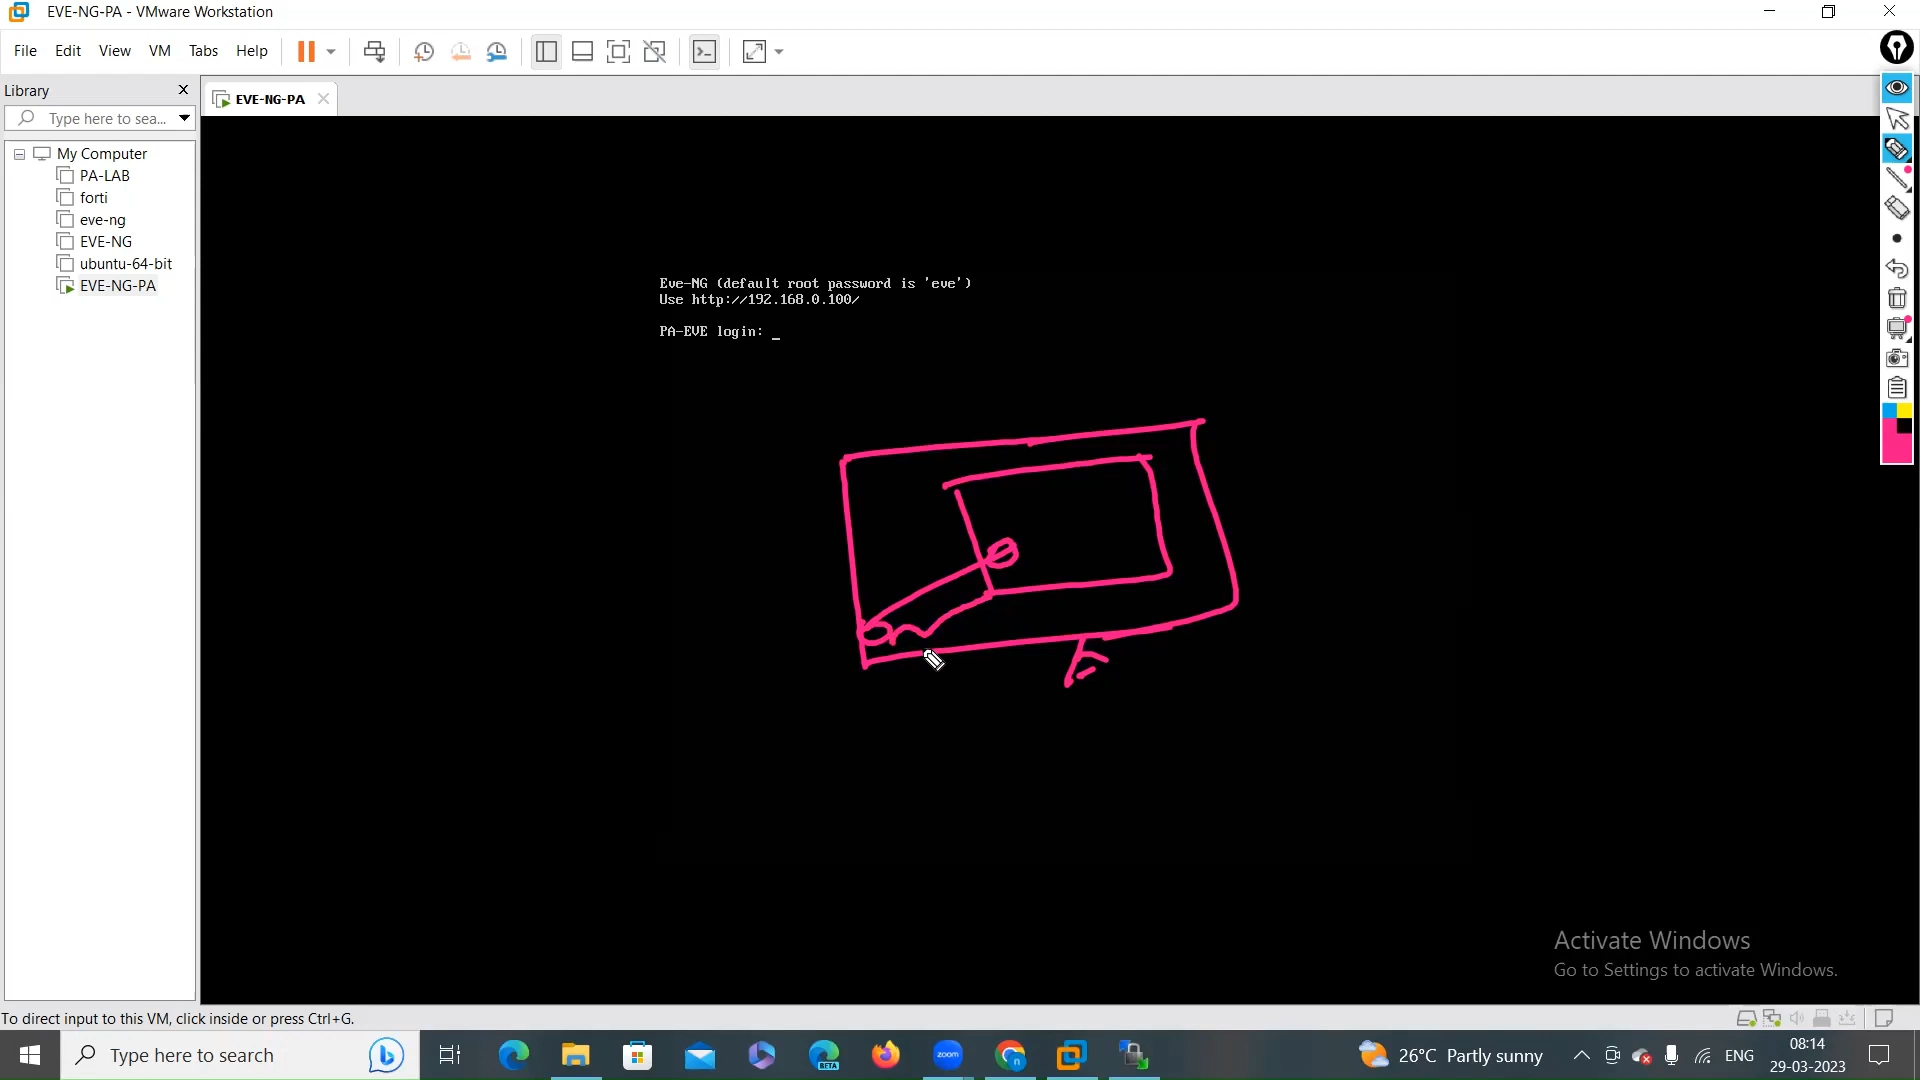 EVE-NG-PA - VMware Workstation
File Edit View VM Tabs Help
Library
EVE-NG-PA
Type here to sea...
My Computer
PA-LAB
forti
eve-ng
EVE-NG
ubuntu-64-bit
EVE-NG-PA
Eve-NG (default root password is 'eve')
Use http://192.168.0.100/
PA-EVE login: _
Activate Windows
Go to Settings to activate Windows.
To direct input to this VM, click inside or press Ctrl+G.
Type here to search
BETA
zoom
26°C Partly sunny
ENG
08:14
29-03-2023